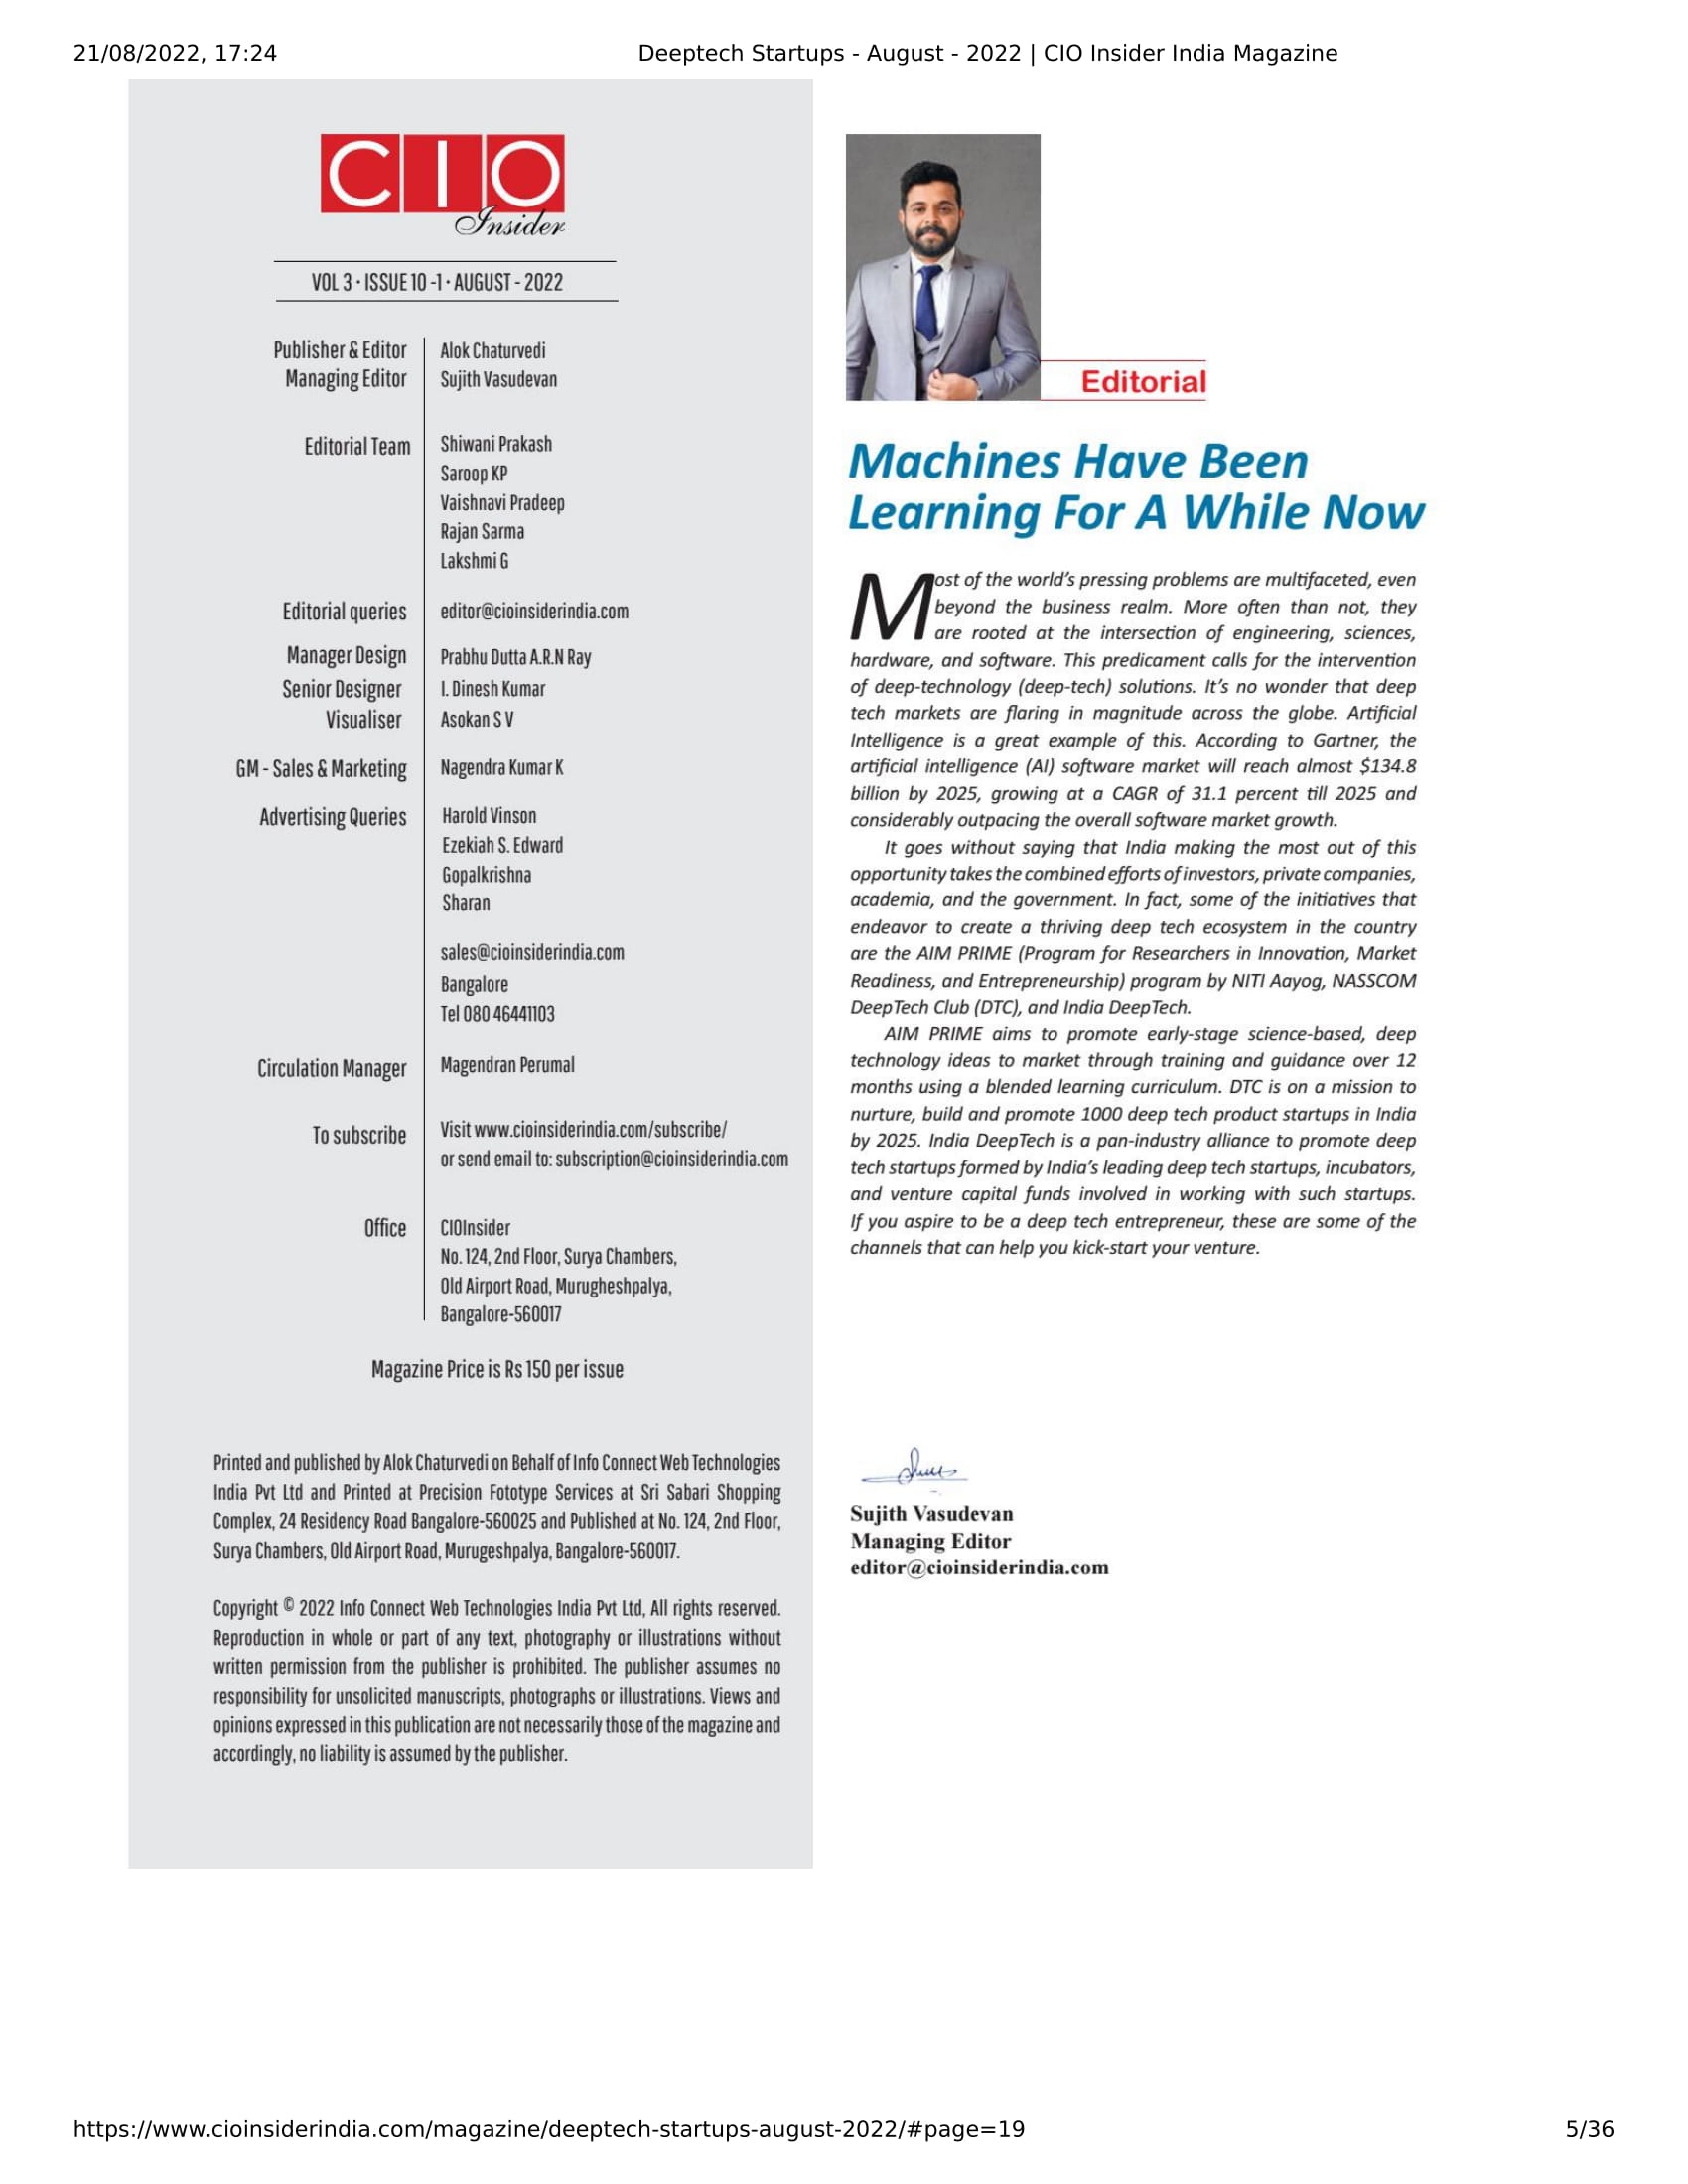 21/08/2022, 17:24
Deeptech Startups - August - 2022 | CIO Insider India Magazine
CIO
Insider
VOL 3 · ISSUE 10 -1 · AUGUST - 2022
Publisher & Editor Alok Chaturvedi
Managing Editor Sujith Vasudevan
Editorial Team Shiwani Prakash
Saroop KP
Vaishnavi Pradeep
Rajan Sarma
Lakshmi G
Editorial queries editor@cioinsiderindia.com
Manager Design Prabhu Dutta A.R.N Ray
Senior Designer I. Dinesh Kumar
Visualiser Asokan S V
GM - Sales & Marketing Nagendra Kumar K
Advertising Queries Harold Vinson
Ezekiah S. Edward
Gopalkrishna
Sharan
sales@cioinsiderindia.com
Bangalore
Tel 080 46441103
Circulation Manager Magendran Perumal
To subscribe Visit www.cioinsiderindia.com/subscribe/
or send email to: subscription@cioinsiderindia.com
Office CIOInsider
No. 124, 2nd Floor, Surya Chambers,
Old Airport Road, Murugheshpalya,
Bangalore-560017
Magazine Price is Rs 150 per issue
Printed and published by Alok Chaturvedi on Behalf of Info Connect Web Technologies
India Pvt Ltd and Printed at Precision Fototype Services at Sri Sabari Shopping
Complex, 24 Residency Road Bangalore-560025 and Published at No. 124, 2nd Floor,
Surya Chambers, Old Airport Road, Murugeshpalya, Bangalore-560017.
Copyright © 2022 Info Connect Web Technologies India Pvt Ltd, All rights reserved.
Reproduction in whole or part of any text, photography or illustrations without
written permission from the publisher is prohibited. The publisher assumes no
responsibility for unsolicited manuscripts, photographs or illustrations. Views and
opinions expressed in this publication are not necessarily those of the magazine and
accordingly, no liability is assumed by the publisher.
Editorial
Machines Have Been
Learning For A While Now
Most of the world's pressing problems are multifaceted, even
beyond the business realm. More often than not, they
are rooted at the intersection of engineering, sciences,
hardware, and software. This predicament calls for the intervention
of deep-technology (deep-tech) solutions. It's no wonder that deep
tech markets are flaring in magnitude across the globe. Artificial
Intelligence is a great example of this. According to Gartner, the
artificial intelligence (AI) software market will reach almost $134.8
billion by 2025, growing at a CAGR of 31.1 percent till 2025 and
considerably outpacing the overall software market growth.
It goes without saying that India making the most out of this
opportunity takes the combined efforts of investors, private companies,
academia, and the government. In fact, some of the initiatives that
endeavor to create a thriving deep tech ecosystem in the country
are the AIM PRIME (Program for Researchers in Innovation, Market
Readiness, and Entrepreneurship) program by NITI Aayog, NASSCOM
DeepTech Club (DTC), and India DeepTech.
AIM PRIME aims to promote early-stage science-based, deep
technology ideas to market through training and guidance over 12
months using a blended learning curriculum. DTC is on a mission to
nurture, build and promote 1000 deep tech product startups in India
by 2025. India DeepTech is a pan-industry alliance to promote deep
tech startups formed by India's leading deep tech startups, incubators,
and venture capital funds involved in working with such startups.
If you aspire to be a deep tech entrepreneur, these are some of the
channels that can help you kick-start your venture.
Sujith Vasudevan
Managing Editor
editor@cioinsiderindia.com
https://www.cioinsiderindia.com/magazine/deeptech-startups-august-2022/#page=19
5/36